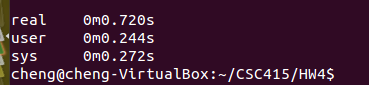 real    0m0.720s
user    0m0.244s
sys     0m0.272s
cheng@cheng-VirtualBox:~/CSC415/HW4$